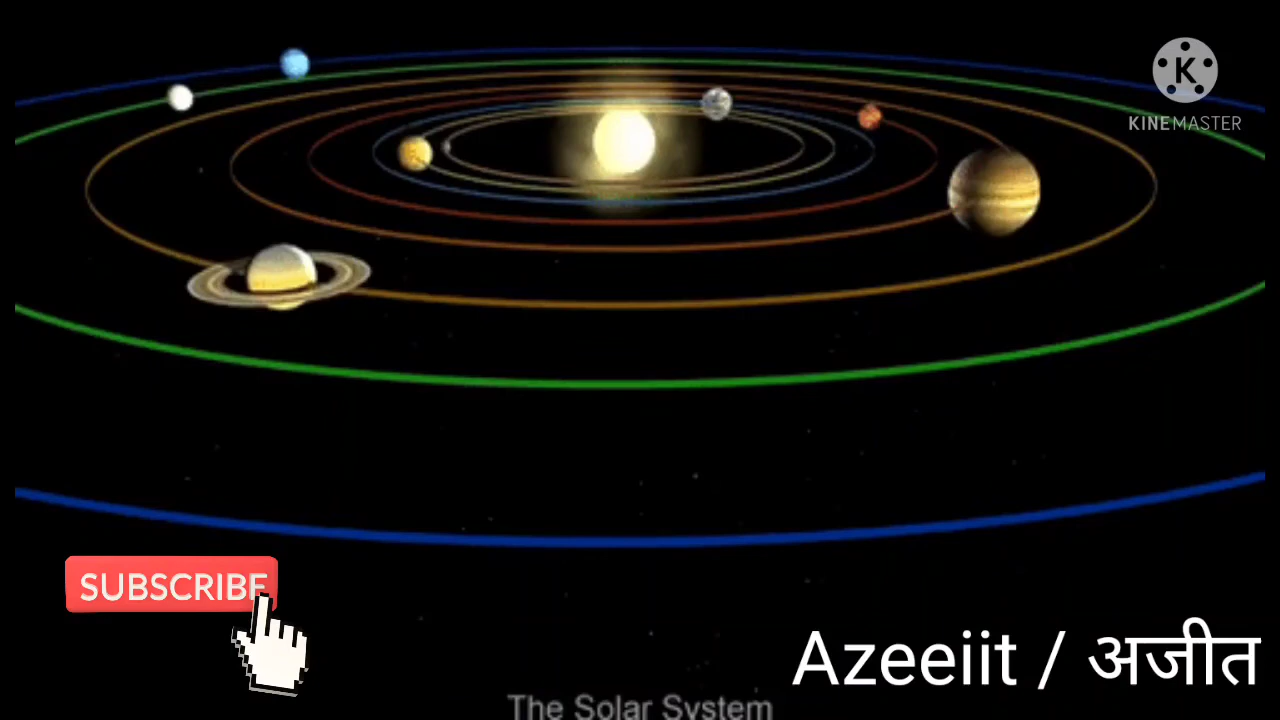 KINEMASTER
SUBSCRIBE
Azeeiit / अजीत
The Solar System